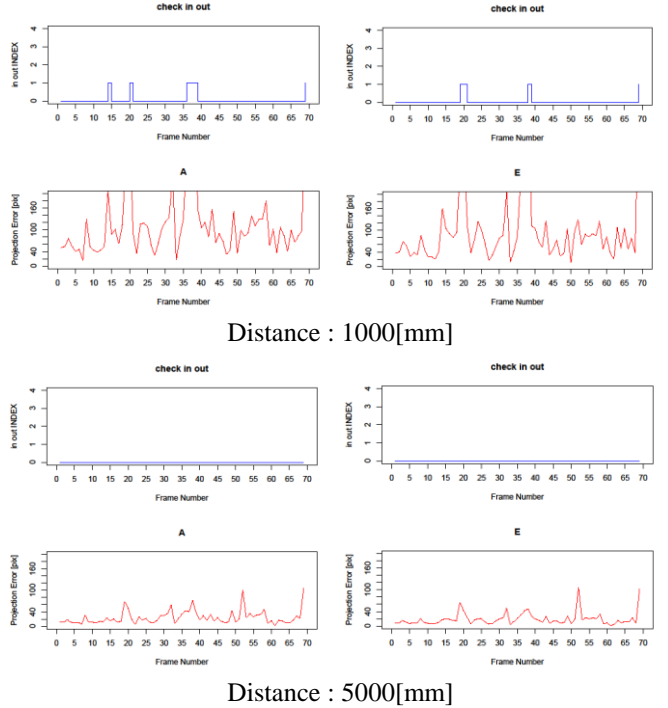 check in out
check in out
in out INDEX
0 1 2 3 4
0 5 10 15 20 25 30 35 40 45 50 55 60 65 70
Frame Number
in out INDEX
0 1 2 3 4
0 5 10 15 20 25 30 35 40 45 50 55 60 65 70
Frame Number
A
E
Projection Error [pix]
0 40 100 160
0 5 10 15 20 25 30 35 40 45 50 55 60 65 70
Frame Number
Projection Error [pix]
0 40 100 160
0 5 10 15 20 25 30 35 40 45 50 55 60 65 70
Frame Number
Distance : 1000[mm]
check in out
check in out
in out INDEX
0 1 2 3 4
0 5 10 15 20 25 30 35 40 45 50 55 60 65 70
Frame Number
in out INDEX
0 1 2 3 4
0 5 10 15 20 25 30 35 40 45 50 55 60 65 70
Frame Number
A
E
Projection Error [pix]
0 40 100 160
0 5 10 15 20 25 30 35 40 45 50 55 60 65 70
Frame Number
Projection Error [pix]
0 40 100 160
0 5 10 15 20 25 30 35 40 45 50 55 60 65 70
Frame Number
Distance : 5000[mm]